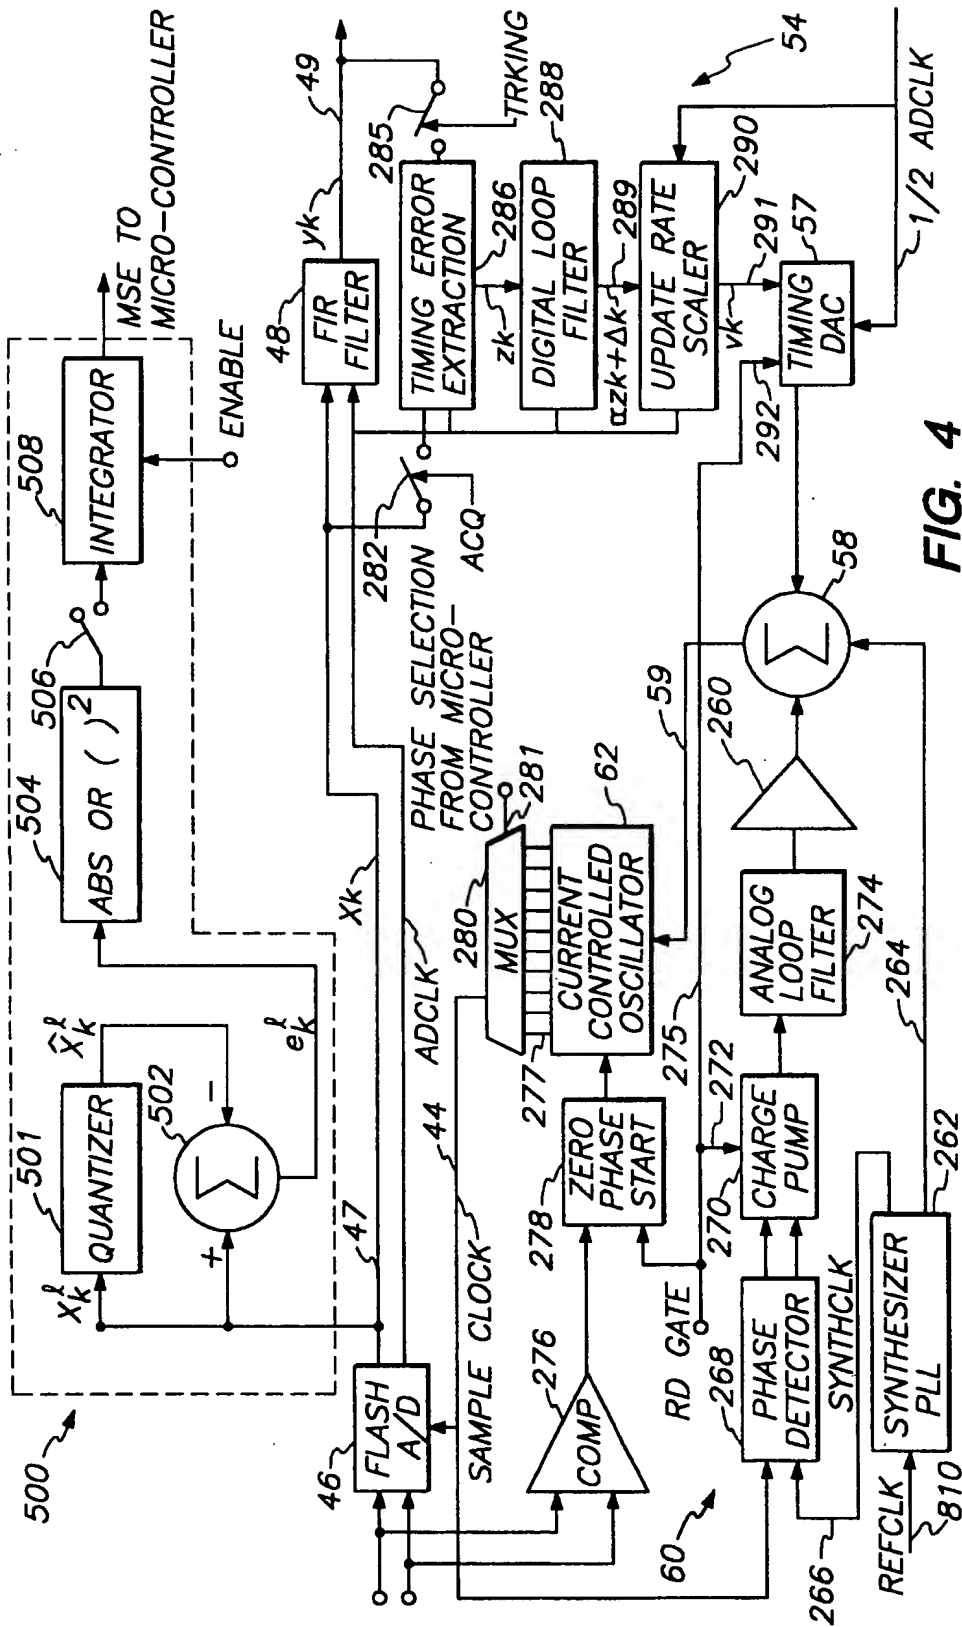 500
501
QUANTIZER
X_k^ℓ
X̂_k^ℓ
502
Σ
+
−
e_k^ℓ
504
ABS OR ( )²
506
508
INTEGRATOR
MSE TO
MICRO-CONTROLLER
ENABLE
46
FLASH
A/D
47
Xk
ADCLK
44
SAMPLE CLOCK
48
FIR
FILTER
yk
49
282
ACQ
285
TRKING
TIMING ERROR
EXTRACTION
286
zk
DIGITAL LOOP
FILTER
288
∝zk+Δk
289
UPDATE RATE
SCALER
290
vk
291
292
TIMING
DAC
57
54
1/2 ADCLK
PHASE SELECTION
FROM MICRO-
CONTROLLER
280
MUX
281
277
CURRENT
CONTROLLED
OSCILLATOR
62
59
276
COMP
278
ZERO
PHASE
START
275
RD GATE
272
60
268
PHASE
DETECTOR
270
CHARGE
PUMP
ANALOG
LOOP
FILTER
274
260
Σ
58
264
266
SYNTHCLK
SYNTHESIZER
PLL
262
REFCLK
810
FIG. 4